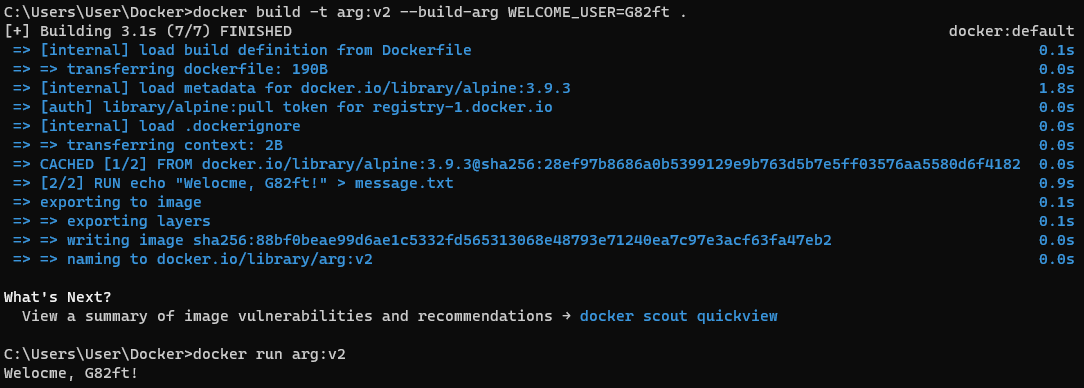 C:\Users\User\Docker>docker build -t arg:v2 --build-arg WELCOME_USER=G82ft .
[+] Building 3.1s (7/7) FINISHED docker:default
=> [internal] load build definition from Dockerfile 0.1s
=> => transferring dockerfile: 190B 0.0s
=> [internal] load metadata for docker.io/library/alpine:3.9.3 1.8s
=> [auth] library/alpine:pull token for registry-1.docker.io 0.0s
=> [internal] load .dockerignore 0.0s
=> => transferring context: 2B 0.0s
=> CACHED [1/2] FROM docker.io/library/alpine:3.9.3@sha256:28ef97b8686a0b5399129e9b763d5b7e5ff03576aa5580d6f4182 0.0s
=> [2/2] RUN echo "Welocme, G82ft!" > message.txt 0.9s
=> exporting to image 0.1s
=> => exporting layers 0.1s
=> => writing image sha256:88bf0beae99d6ae1c5332fd565313068e48793e71240ea7c97e3acf63fa47eb2 0.0s
=> => naming to docker.io/library/arg:v2 0.0s
What's Next?
View a summary of image vulnerabilities and recommendations → docker scout quickview
C:\Users\User\Docker>docker run arg:v2
Welocme, G82ft!